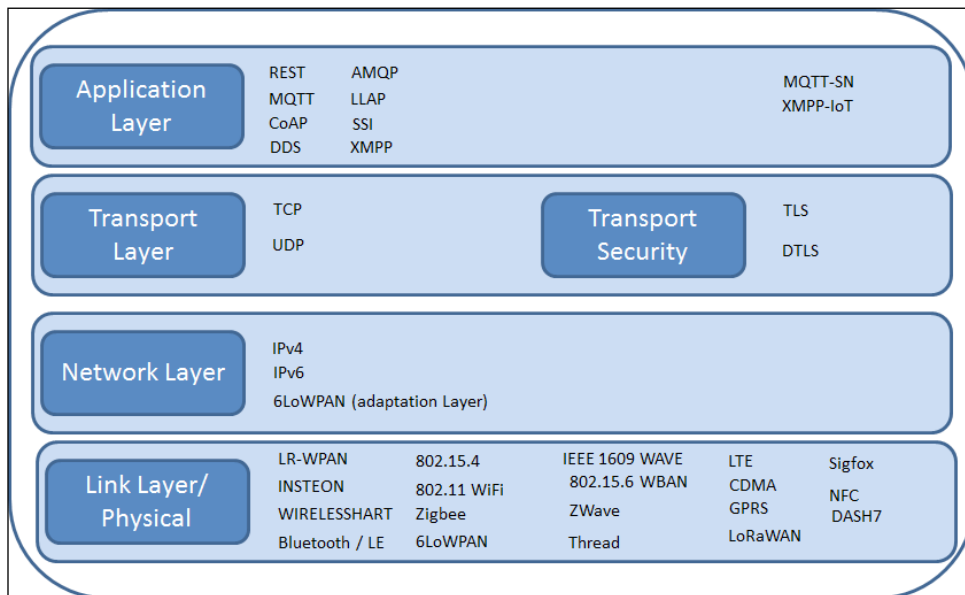 Application
Layer
REST
MQTT
CoAP
DDS
AMQP
LLAP
SSI
XMPP
MQTT-SN
XMPP-IoT
Transport
Layer
TCP
UDP
Transport
Security
TLS
DTLS
Network Layer
IPv4
IPv6
6LoWPAN (adaptation Layer)
Link Layer/
Physical
LR-WPAN
INSTEON
WIRELESSHART
Bluetooth / LE
802.15.4
802.11 WiFi
Zigbee
6LoWPAN
IEEE 1609 WAVE
802.15.6 WBAN
ZWave
Thread
LTE
CDMA
GPRS
LoRaWAN
Sigfox
NFC
DASH7